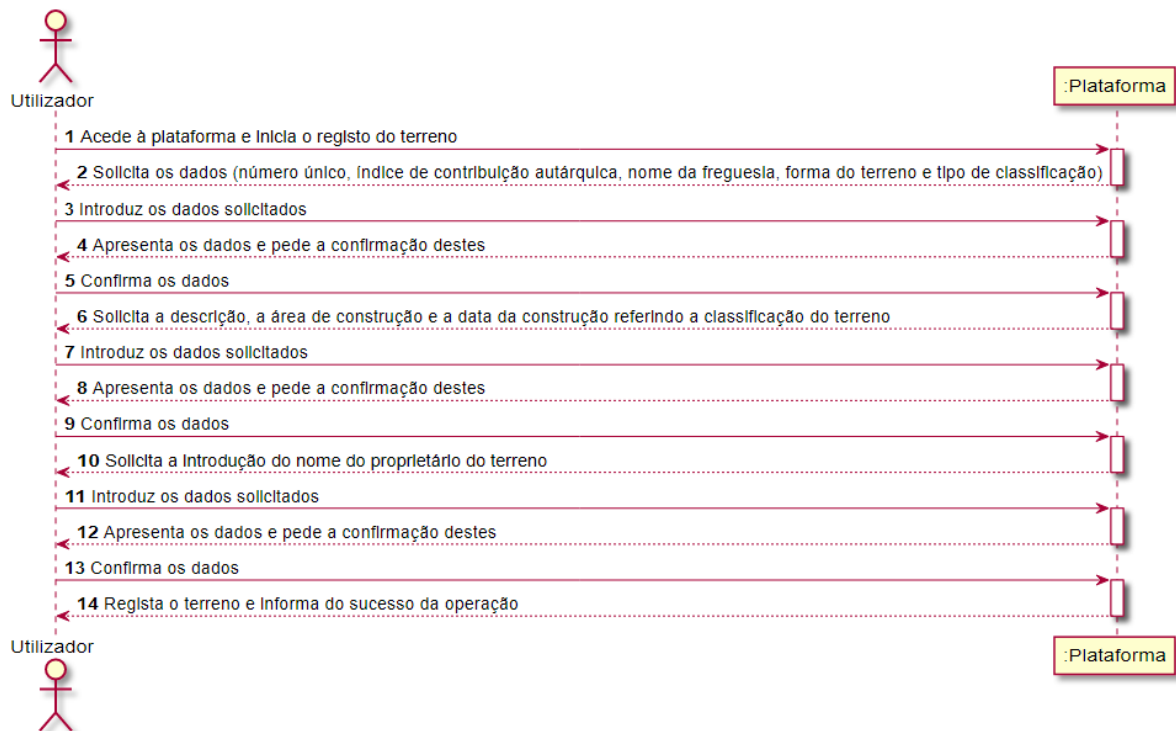 Utilizador
:Plataforma
1 Acede à plataforma e inicia o registo do terreno
2 Solicita os dados (número único, índice de contribuição autárquica, nome da freguesia, forma do terreno e tipo de classificação)
3 Introduz os dados solicitados
4 Apresenta os dados e pede a confirmação destes
5 Confirma os dados
6 Solicita a descrição, a área de construção e a data da construção referindo a classificação do terreno
7 Introduz os dados solicitados
8 Apresenta os dados e pede a confirmação destes
9 Confirma os dados
10 Solicita a introdução do nome do proprietário do terreno
11 Introduz os dados solicitados
12 Apresenta os dados e pede a confirmação destes
13 Confirma os dados
14 Regista o terreno e informa do sucesso da operação
Utilizador
:Plataforma